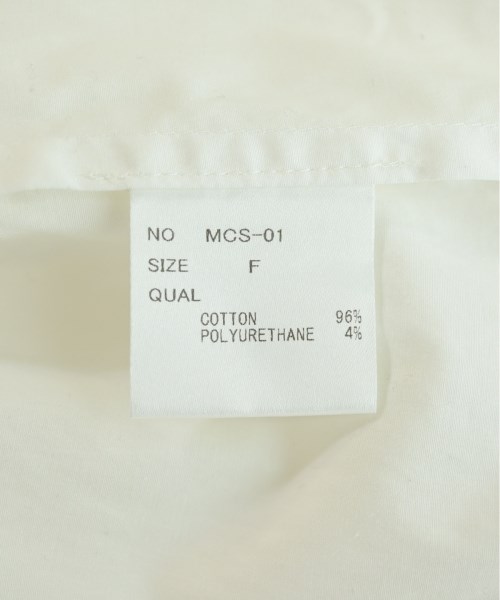 NO MCS-01
SIZE F
QUAL
COTTON 96%
POLYURETHANE 4%